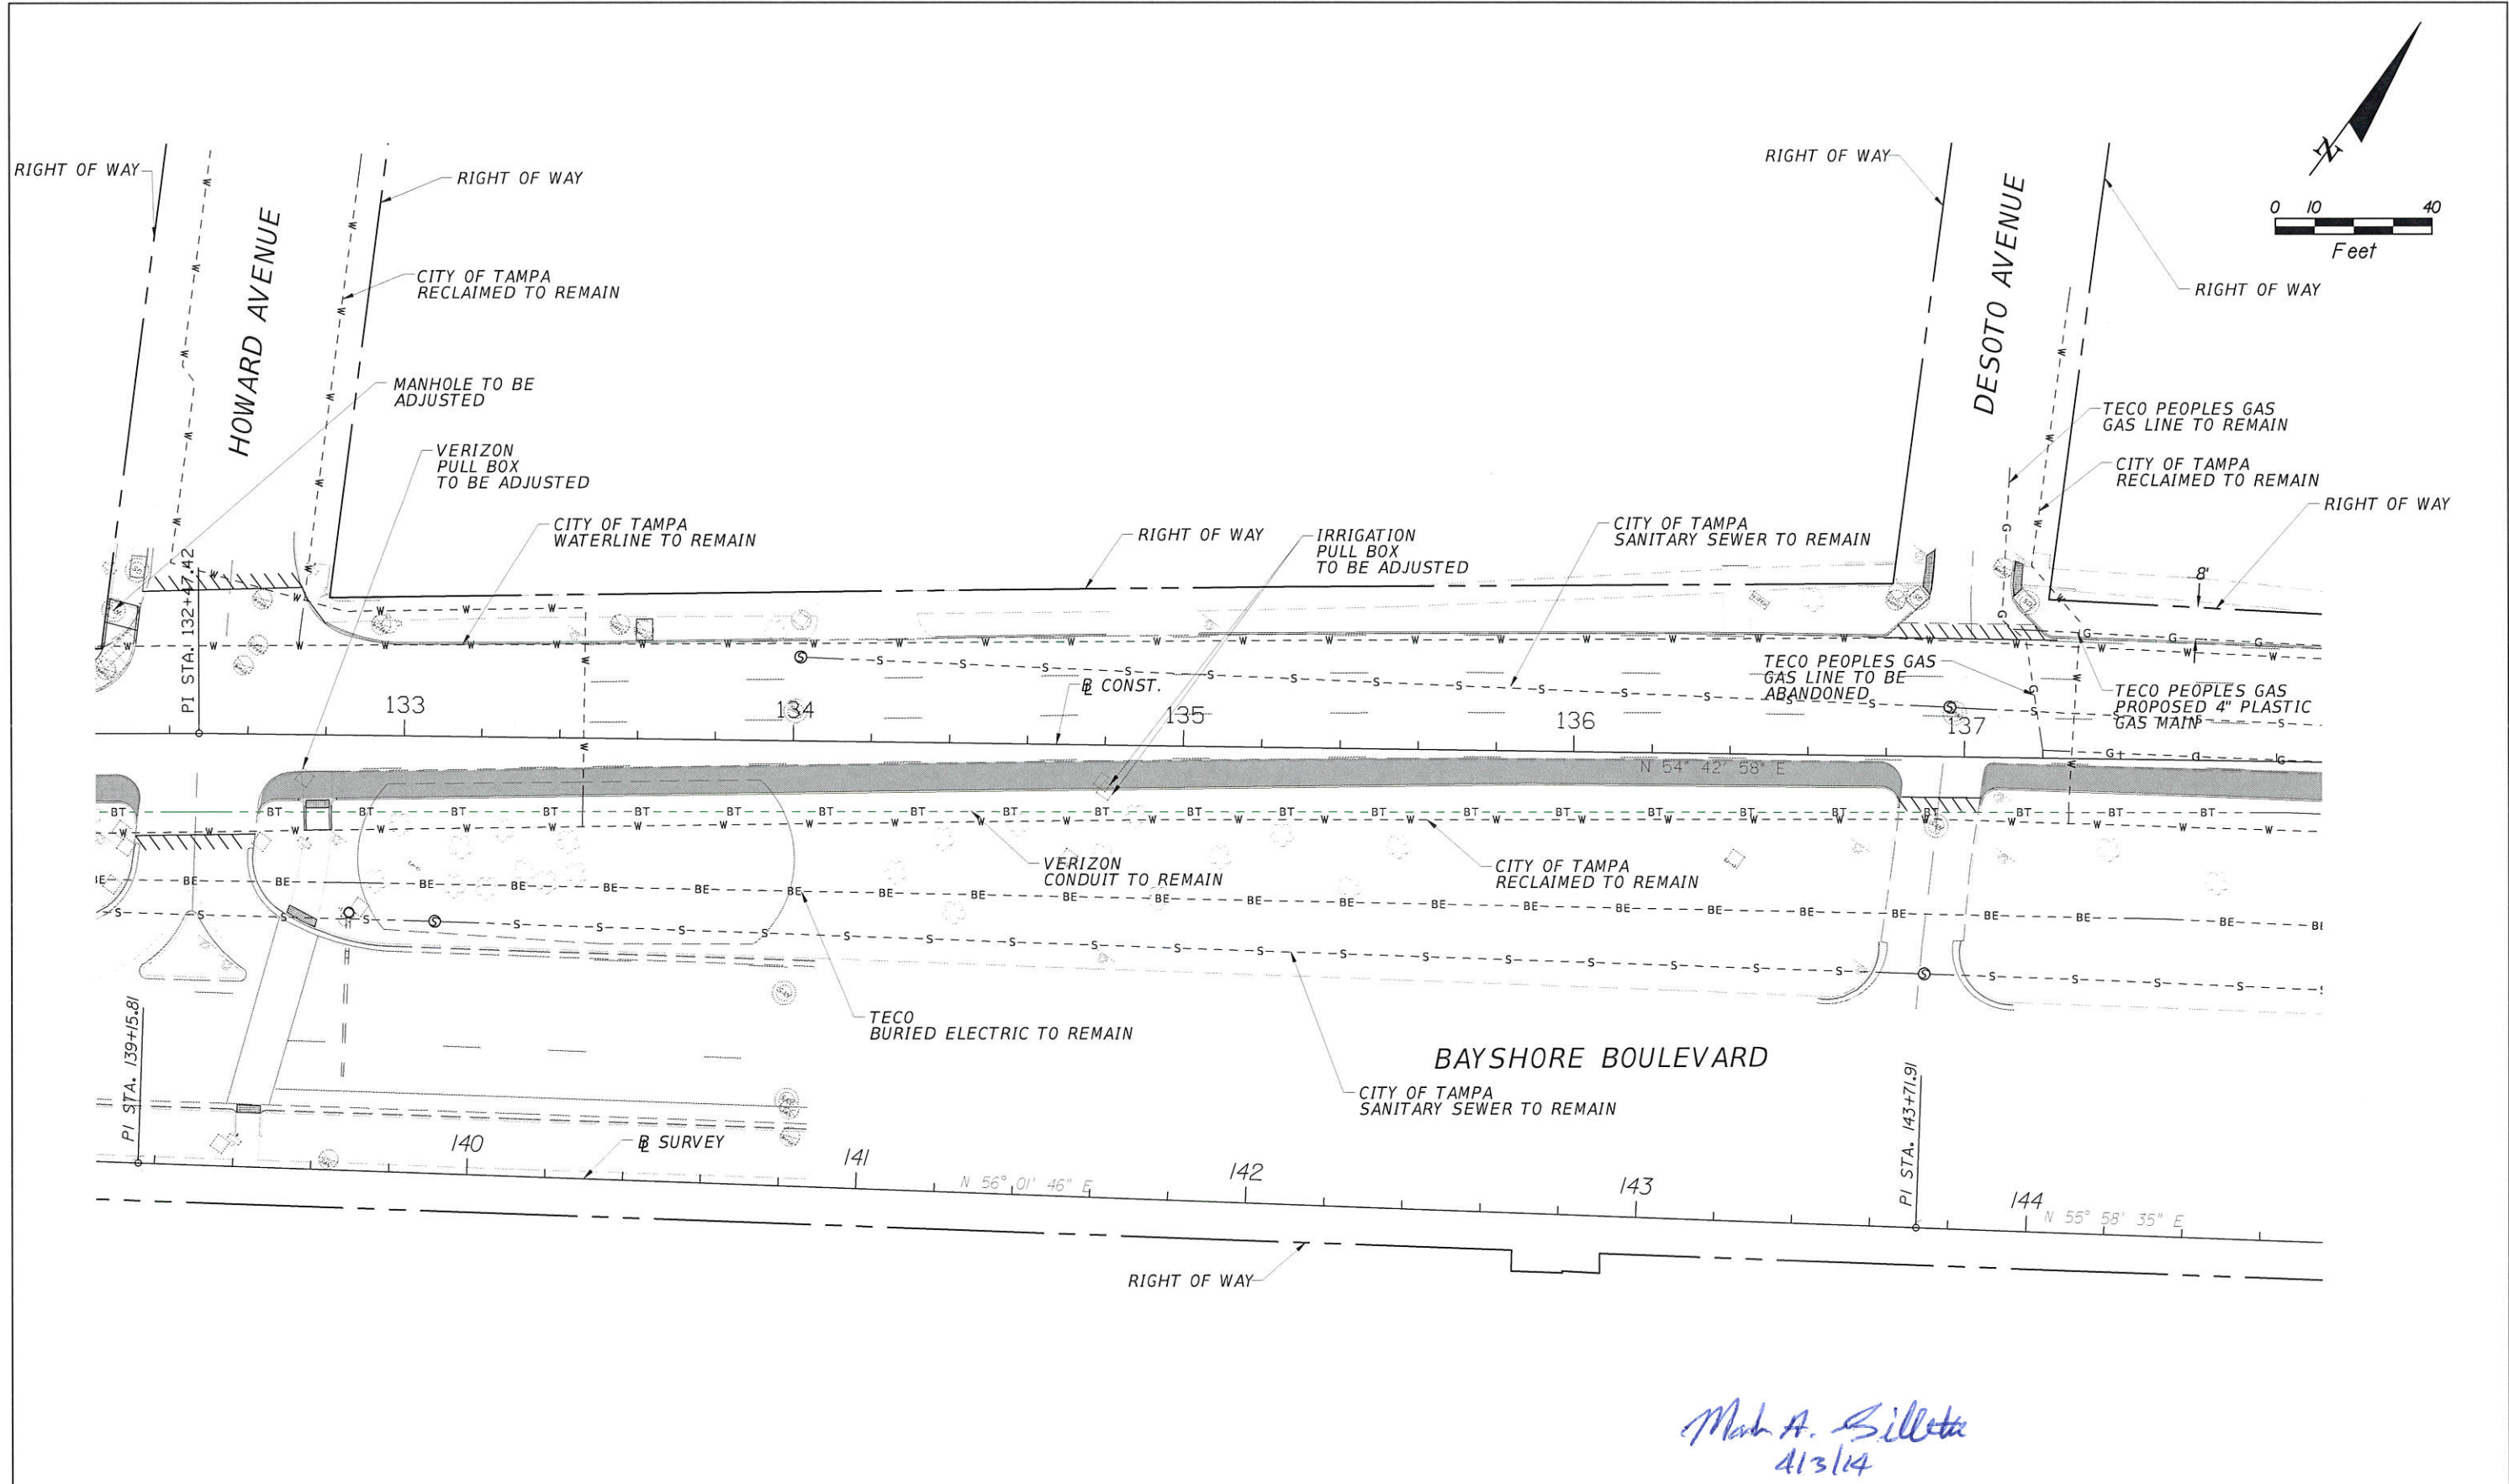 RIGHT OF WAY
RIGHT OF WAY
HOWARD AVENUE
CITY OF TAMPA
RECLAIMED TO REMAIN
MANHOLE TO BE
ADJUSTED
VERIZON
PULL BOX
TO BE ADJUSTED
CITY OF TAMPA
WATERLINE TO REMAIN
RIGHT OF WAY
IRRIGATION
PULL BOX
TO BE ADJUSTED
CITY OF TAMPA
SANITARY SEWER TO REMAIN
RIGHT OF WAY
DESOTO AVENUE
N
0 10 40
Feet
RIGHT OF WAY
TECO PEOPLES GAS
GAS LINE TO REMAIN
CITY OF TAMPA
RECLAIMED TO REMAIN
RIGHT OF WAY
8'
PI STA. 132+47.42
TECO PEOPLES GAS
GAS LINE TO BE
ABANDONED
TECO PEOPLES GAS
PROPOSED 4" PLASTIC
GAS MAIN
B CONST.
133 134 135 136 137
N 54° 42' 58" E
VERIZON
CONDUIT TO REMAIN
CITY OF TAMPA
RECLAIMED TO REMAIN
TECO
BURIED ELECTRIC TO REMAIN
BAYSHORE BOULEVARD
CITY OF TAMPA
SANITARY SEWER TO REMAIN
PI STA. 139+15.81
B SURVEY
140 141 142 143 144
N 56° 01' 46" E
PI STA. 143+71.91
N 55° 58' 35" E
RIGHT OF WAY
Mark A. Gillette
4/3/14